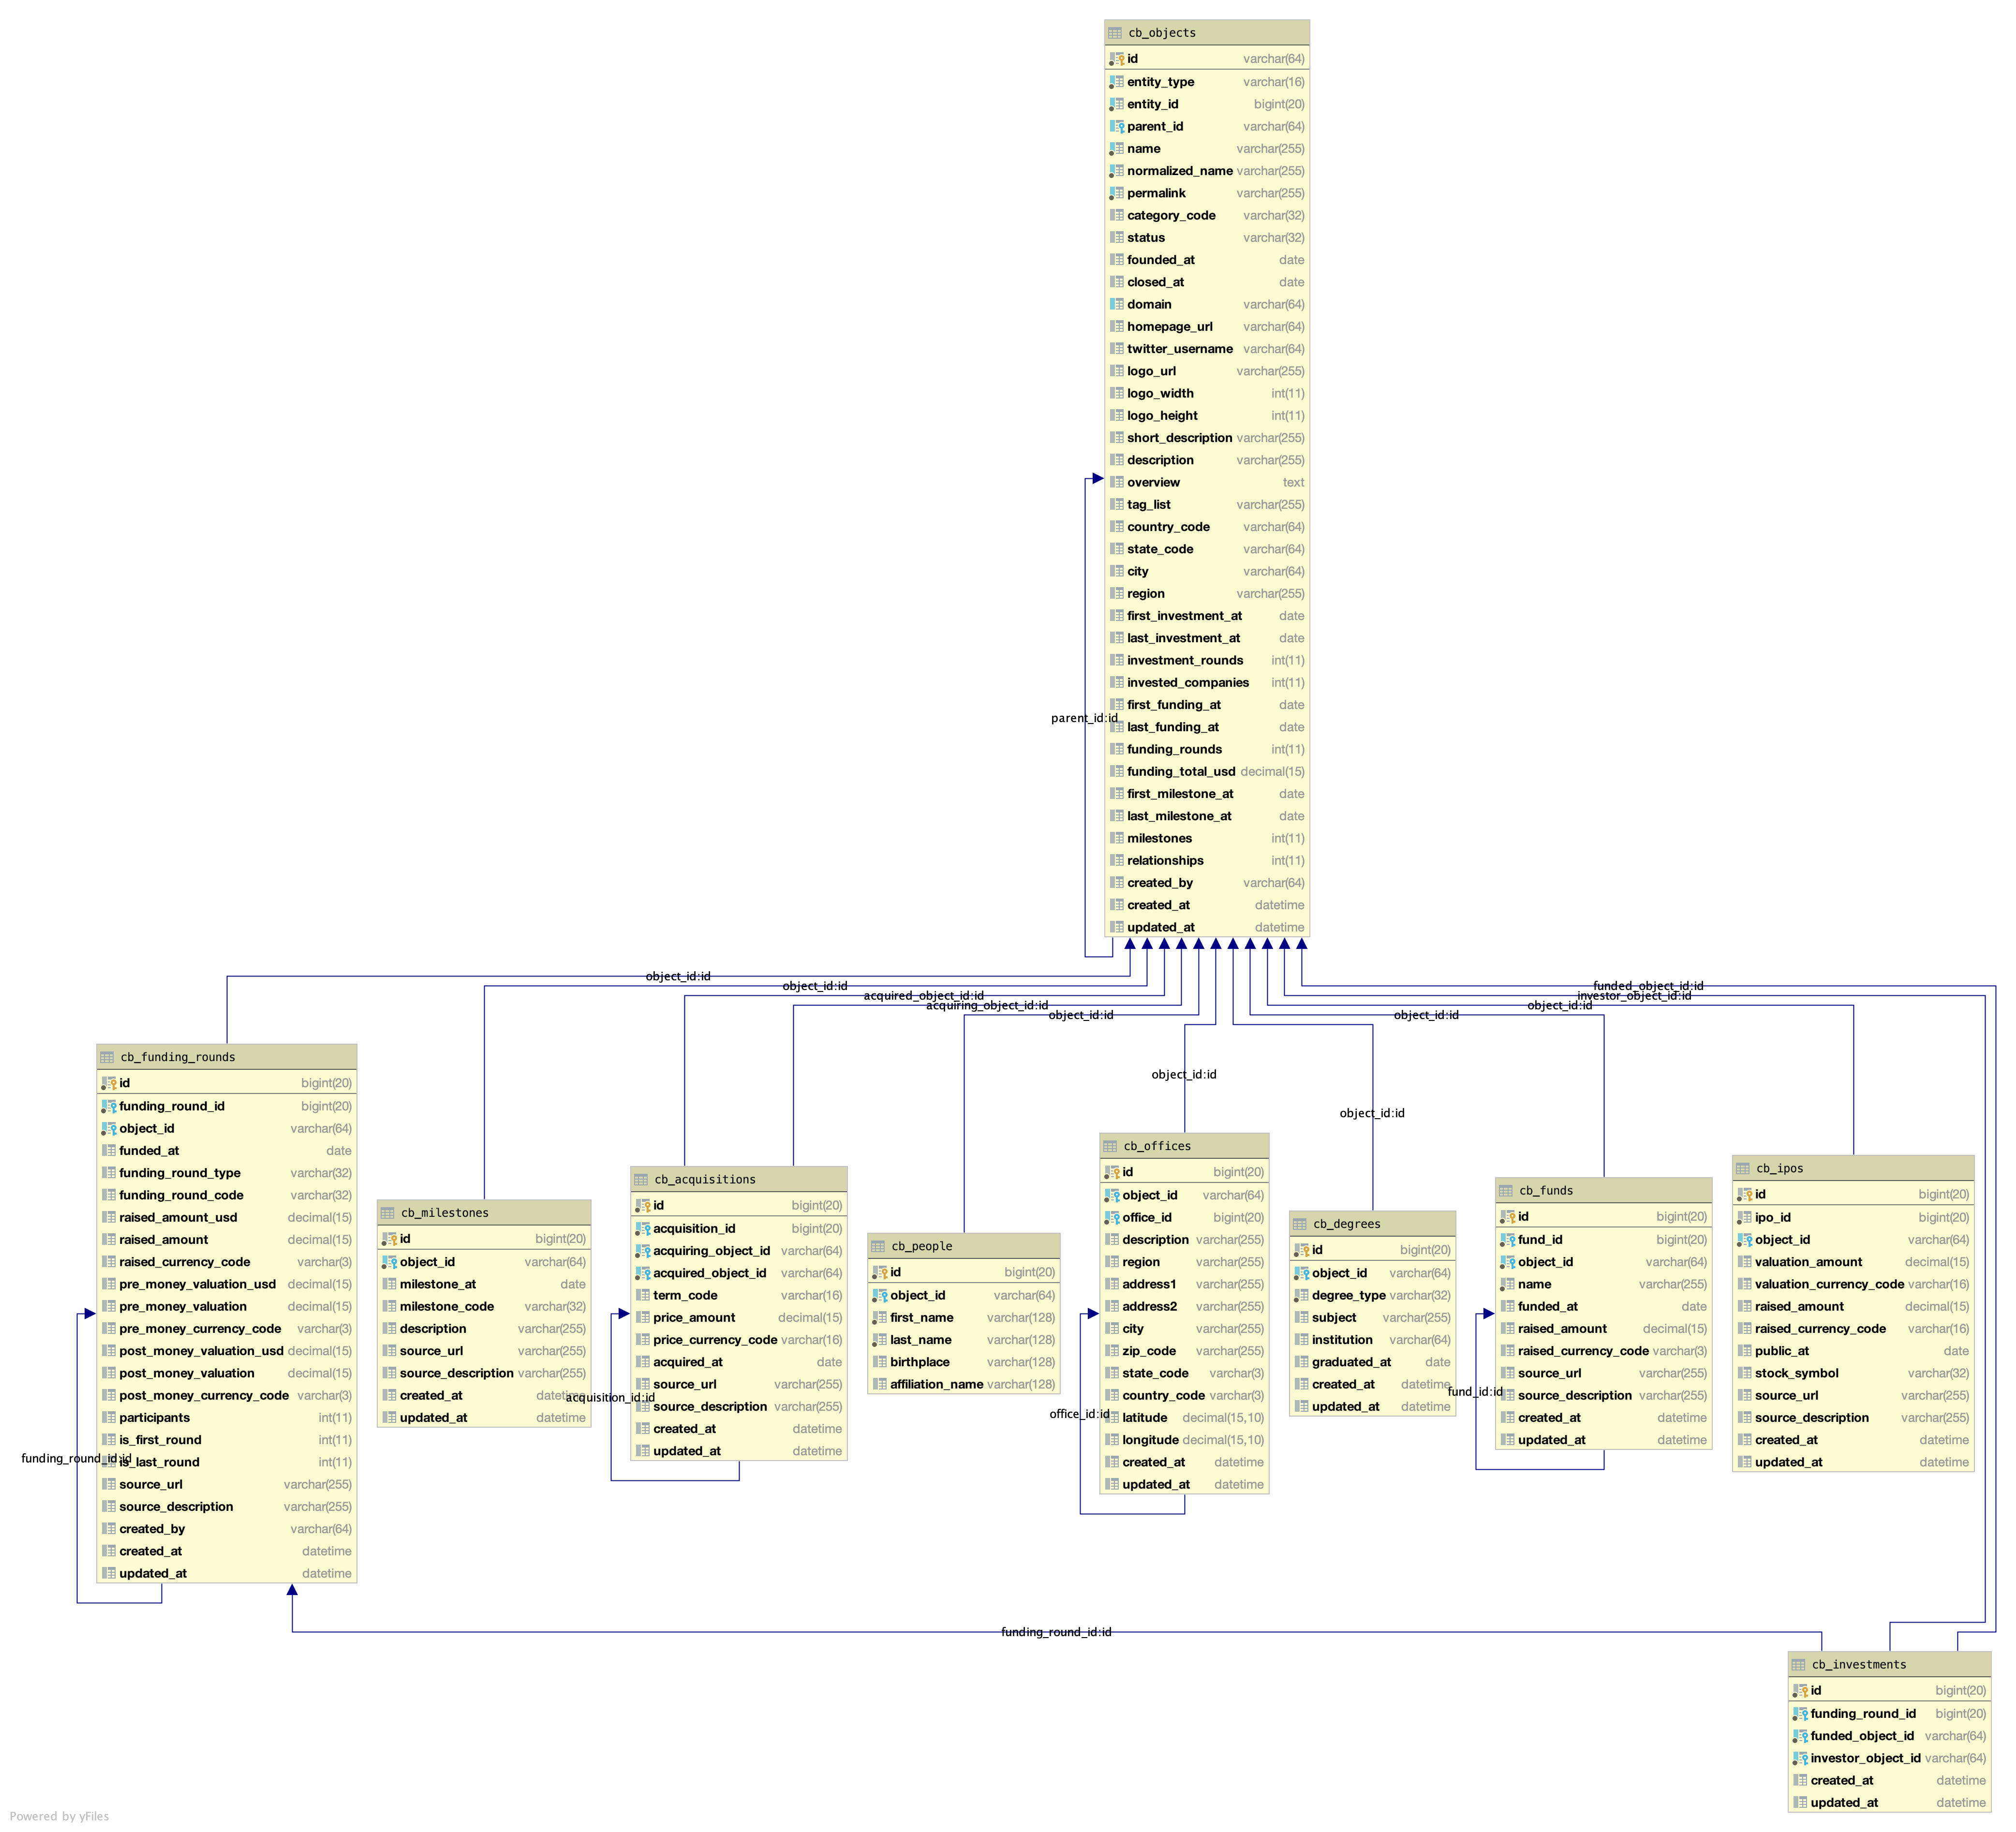 cb_objects
id varchar(64)
entity_type varchar(16)
entity_id bigint(20)
parent_id varchar(64)
name varchar(255)
normalized_name varchar(255)
permalink varchar(255)
category_code varchar(32)
status varchar(32)
founded_at date
closed_at date
domain varchar(64)
homepage_url varchar(64)
twitter_username varchar(64)
logo_url varchar(255)
logo_width int(11)
logo_height int(11)
short_description varchar(255)
description varchar(255)
overview text
tag_list varchar(255)
country_code varchar(64)
state_code varchar(64)
city varchar(64)
region varchar(255)
first_investment_at date
last_investment_at date
investment_rounds int(11)
invested_companies int(11)
first_funding_at date
last_funding_at date
funding_rounds int(11)
funding_total_usd decimal(15)
first_milestone_at date
last_milestone_at date
milestones int(11)
relationships int(11)
created_by varchar(64)
created_at datetime
updated_at datetime
parent_id:id
object_id:id
object_id:id
acquired_object_id:id
acquiring_object_id:id
object_id:id
object_id:id
object_id:id
object_id:id
object_id:id
investor_object_id:id
funded_object_id:id
cb_funding_rounds
id bigint(20)
funding_round_id bigint(20)
object_id varchar(64)
funded_at date
funding_round_type varchar(32)
funding_round_code varchar(32)
raised_amount_usd decimal(15)
raised_amount decimal(15)
raised_currency_code varchar(3)
pre_money_valuation_usd decimal(15)
pre_money_valuation decimal(15)
pre_money_currency_code varchar(3)
post_money_valuation_usd decimal(15)
post_money_valuation decimal(15)
post_money_currency_code varchar(3)
participants int(11)
is_first_round int(11)
is_last_round int(11)
source_url varchar(255)
source_description varchar(255)
created_by varchar(64)
created_at datetime
updated_at datetime
funding_round_id:id
cb_milestones
id bigint(20)
object_id varchar(64)
milestone_at date
milestone_code varchar(32)
description varchar(255)
source_url varchar(255)
source_description varchar(255)
created_at datetime
updated_at datetime
cb_acquisitions
id bigint(20)
acquisition_id bigint(20)
acquiring_object_id varchar(64)
acquired_object_id varchar(64)
term_code varchar(16)
price_amount decimal(15)
price_currency_code varchar(16)
acquired_at date
source_url varchar(255)
source_description varchar(255)
created_at datetime
updated_at datetime
acquisition_id:id
cb_people
id bigint(20)
object_id varchar(64)
first_name varchar(128)
last_name varchar(128)
birthplace varchar(128)
affiliation_name varchar(128)
cb_offices
id bigint(20)
object_id varchar(64)
office_id bigint(20)
description varchar(255)
region varchar(255)
address1 varchar(255)
address2 varchar(255)
city varchar(255)
zip_code varchar(255)
state_code varchar(3)
country_code varchar(3)
latitude decimal(15,10)
longitude decimal(15,10)
created_at datetime
updated_at datetime
office_id:id
cb_degrees
id bigint(20)
object_id varchar(64)
degree_type varchar(32)
subject varchar(255)
institution varchar(64)
graduated_at date
created_at datetime
updated_at datetime
cb_funds
id bigint(20)
fund_id bigint(20)
object_id varchar(64)
name varchar(255)
funded_at date
raised_amount decimal(15)
raised_currency_code varchar(3)
source_url varchar(255)
source_description varchar(255)
created_at datetime
updated_at datetime
fund_id:id
cb_ipos
id bigint(20)
ipo_id bigint(20)
object_id varchar(64)
valuation_amount decimal(15)
valuation_currency_code varchar(16)
raised_amount decimal(15)
raised_currency_code varchar(16)
public_at date
stock_symbol varchar(32)
source_url varchar(255)
source_description varchar(255)
created_at datetime
updated_at datetime
funding_round_id:id
cb_investments
id bigint(20)
funding_round_id bigint(20)
funded_object_id varchar(64)
investor_object_id varchar(64)
created_at datetime
updated_at datetime
Powered by yFiles